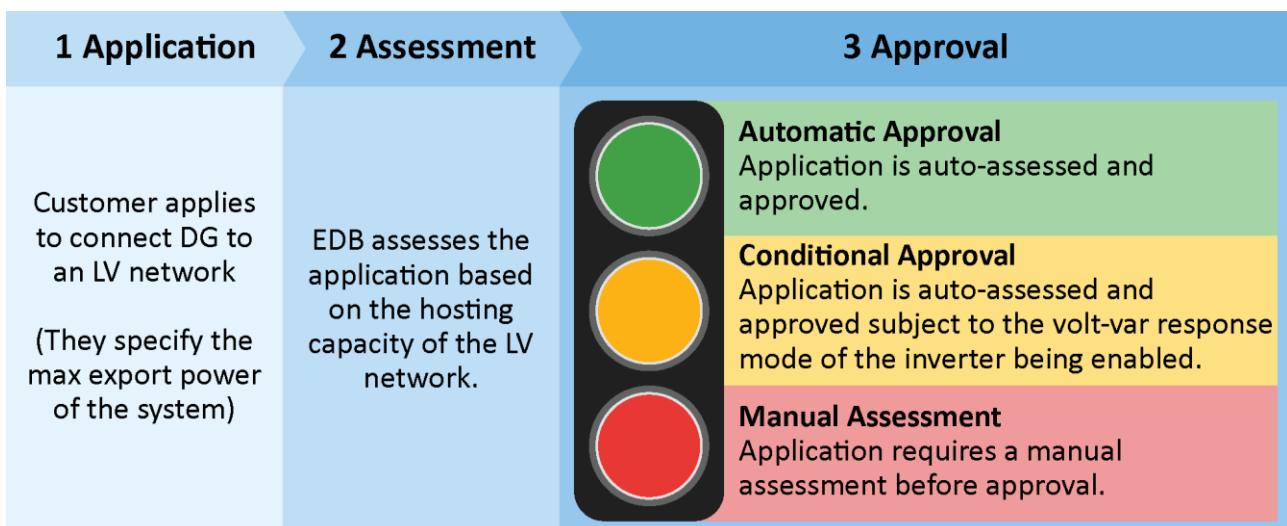 1 Application
2 Assessment
3 Approval
Customer applies
to connect DG to
an LV network
(They specify the
max export power
of the system)
EDB assesses the
application based
on the hosting
capacity of the LV
network.
Automatic Approval
Application is auto-assessed and
approved.
Conditional Approval
Application is auto-assessed and
approved subject to the volt-var response
mode of the inverter being enabled.
Manual Assessment
Application requires a manual
assessment before approval.